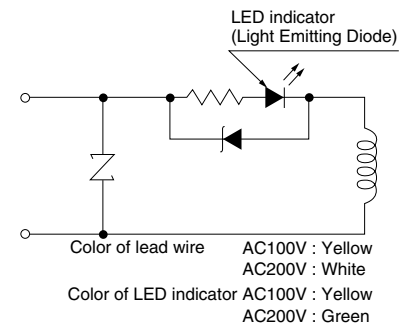 LED indicator
(Light Emitting Diode)
Color of lead wire AC100V : Yellow
AC200V : White
Color of LED indicator AC100V : Yellow
AC200V : Green